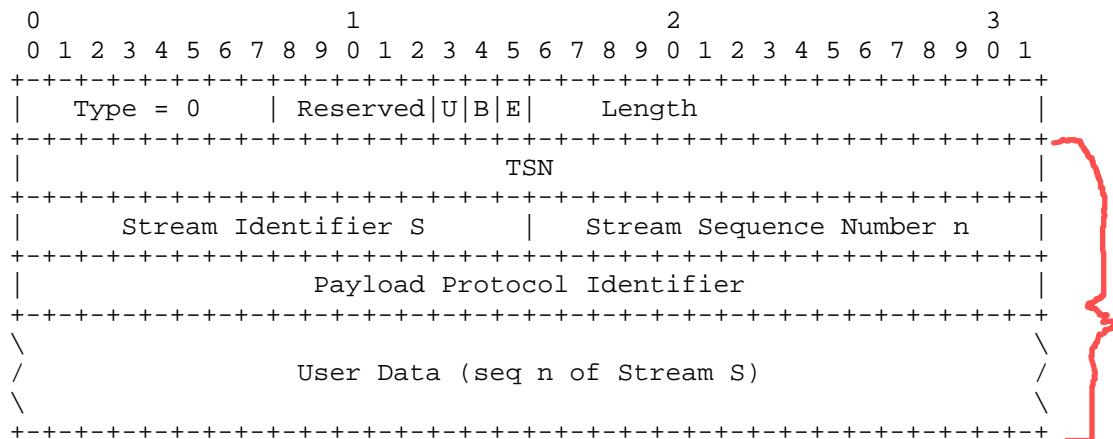 0                   1                   2                   3
 0 1 2 3 4 5 6 7 8 9 0 1 2 3 4 5 6 7 8 9 0 1 2 3 4 5 6 7 8 9 0 1
+-+-+-+-+-+-+-+-+-+-+-+-+-+-+-+-+-+-+-+-+-+-+-+-+-+-+-+-+-+-+-+-+
|   Type = 0    | Reserved|U|B|E|    Length                     |
+-+-+-+-+-+-+-+-+-+-+-+-+-+-+-+-+-+-+-+-+-+-+-+-+-+-+-+-+-+-+-+-+
|                              TSN                              |
+-+-+-+-+-+-+-+-+-+-+-+-+-+-+-+-+-+-+-+-+-+-+-+-+-+-+-+-+-+-+-+-+
|      Stream Identifier S      |   Stream Sequence Number n    |
+-+-+-+-+-+-+-+-+-+-+-+-+-+-+-+-+-+-+-+-+-+-+-+-+-+-+-+-+-+-+-+-+
|                  Payload Protocol Identifier                  |
+-+-+-+-+-+-+-+-+-+-+-+-+-+-+-+-+-+-+-+-+-+-+-+-+-+-+-+-+-+-+-+-+
\                                                               \
/                 User Data (seq n of Stream S)                 /
\                                                               \
+-+-+-+-+-+-+-+-+-+-+-+-+-+-+-+-+-+-+-+-+-+-+-+-+-+-+-+-+-+-+-+-+